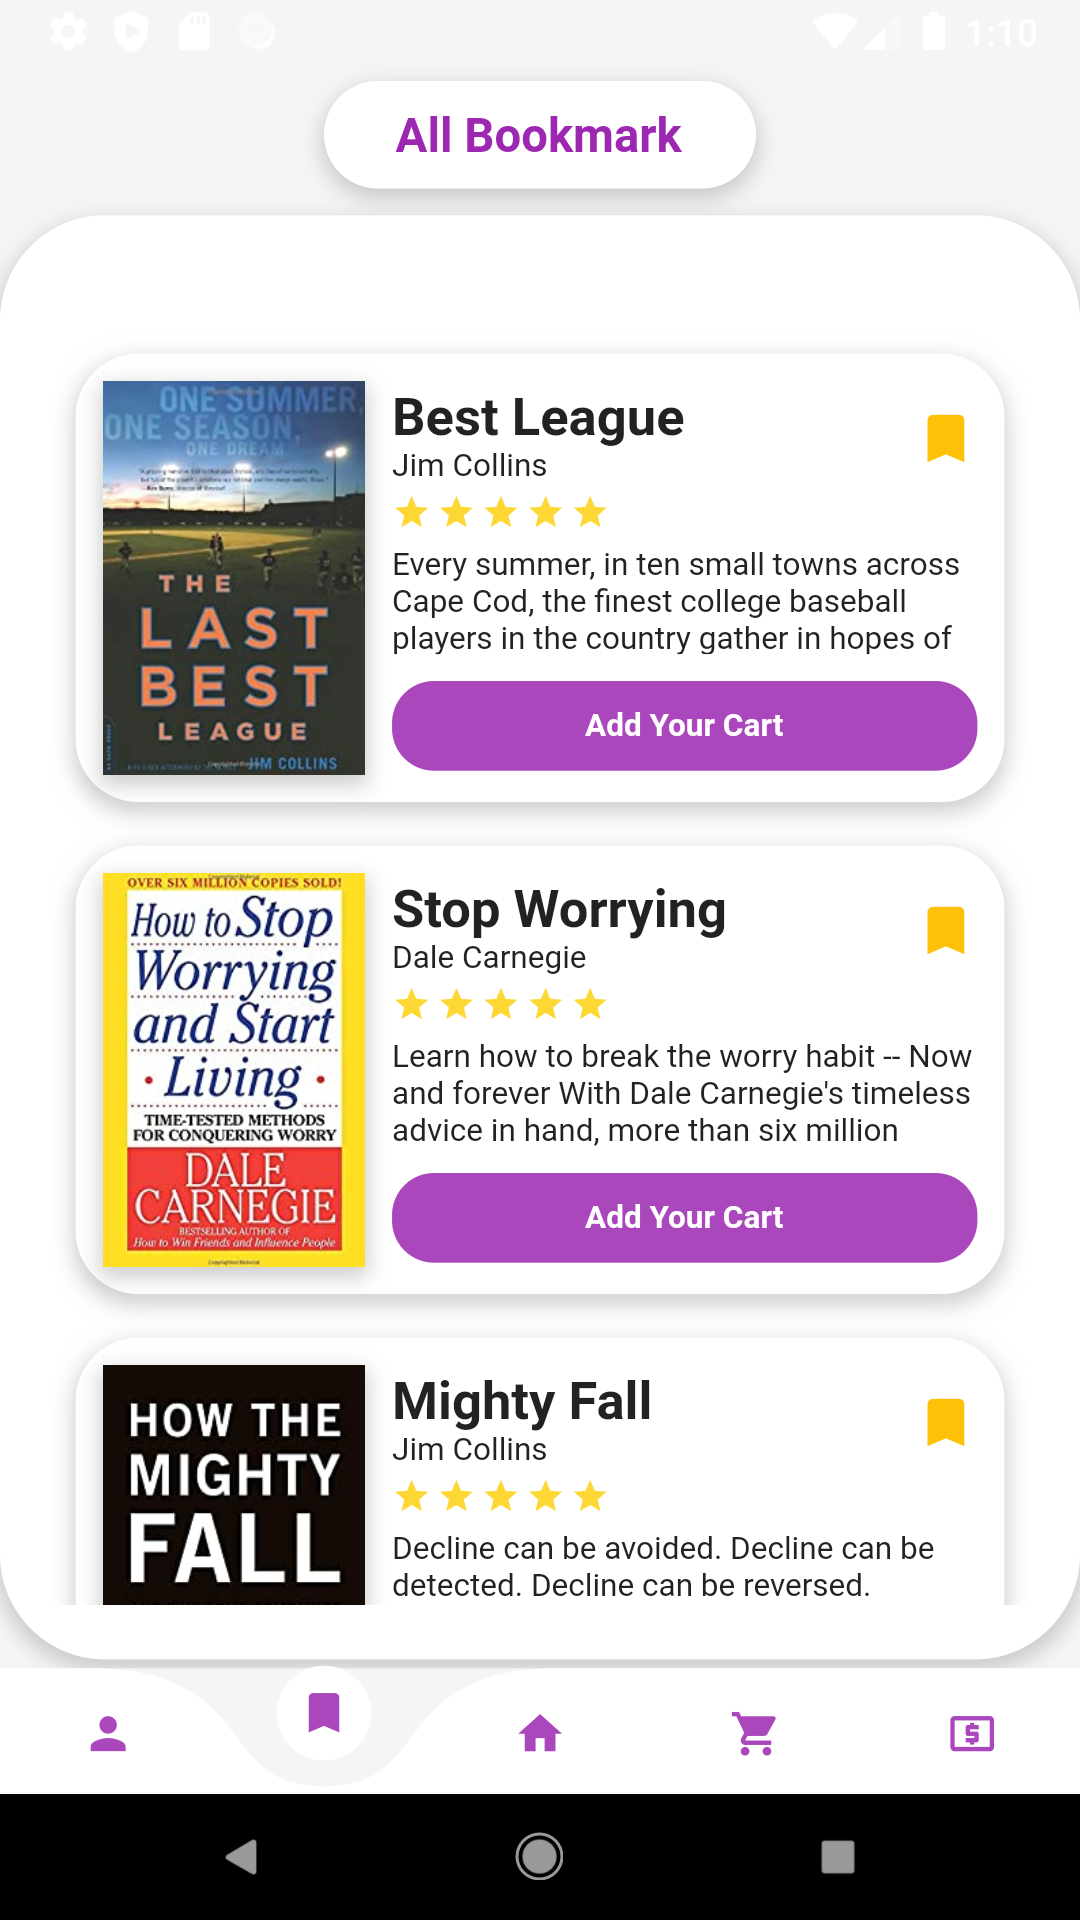 1:10
All Bookmark
ONE SUMMER,
ONE SEASON,
ONE DREAM
THE
LAST
BEST
LEAGUE
JIM COLLINS
Best League
Jim Collins
Every summer, in ten small towns across
Cape Cod, the finest college baseball
players in the country gather in hopes of
Add Your Cart
OVER SIX MILLION COPIES SOLD!
How to Stop
Worrying
and Start
Living
TIME-TESTED METHODS
FOR CONQUERING WORRY
DALE
CARNEGIE
BESTSELLING AUTHOR OF
How to Win Friends and Influence People
Copyrighted Material
Stop Worrying
Dale Carnegie
Learn how to break the worry habit -- Now
and forever With Dale Carnegie's timeless
advice in hand, more than six million
Add Your Cart
HOW THE
MIGHTY
FALL
Mighty Fall
Jim Collins
Decline can be avoided. Decline can be
detected. Decline can be reversed.